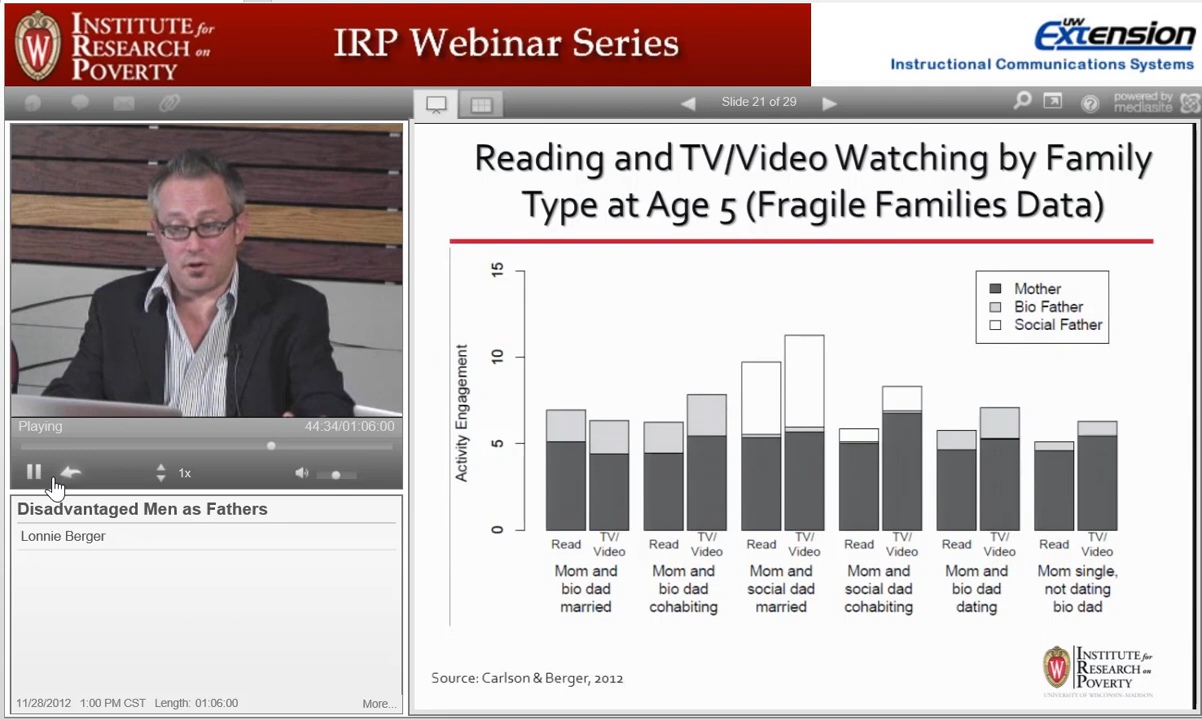 INSTITUTE for
RESEARCH on
POVERTY
IRP Webinar Series
UW
Extension
Instructional Communications Systems
Slide 21 of 29
powered by
mediasite
Playing
44:34/01:06:00
1x
Disadvantaged Men as Fathers
Lonnie Berger
11/28/2012 1:00 PM CST Length: 01:06:00
More...
Reading and TV/Video Watching by Family
Type at Age 5 (Fragile Families Data)
Mother
Bio Father
Social Father
Activity Engagement
15
10
5
0
Read TV/Video Read TV/Video Read TV/Video Read TV/Video Read TV/Video Read TV/Video
Mom and bio dad married
Mom and bio dad cohabiting
Mom and social dad married
Mom and social dad cohabiting
Mom and bio dad dating
Mom single, not dating bio dad
Source: Carlson & Berger, 2012
INSTITUTE for
RESEARCH on
POVERTY
UNIVERSITY OF WISCONSIN-MADISON